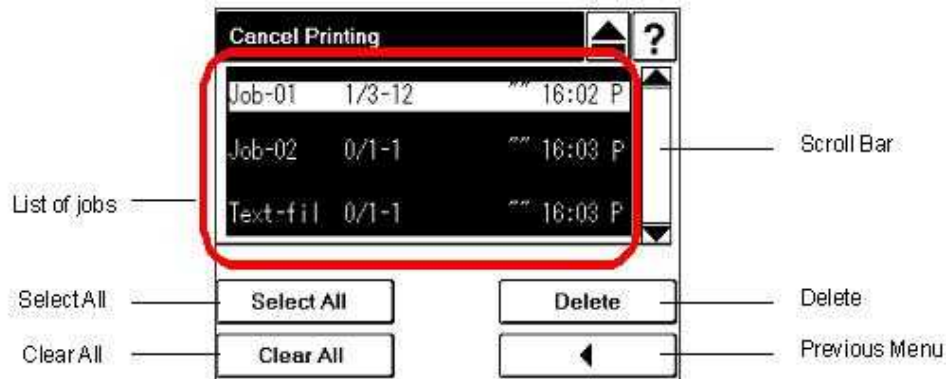 Cancel Printing ?
Job-01 1/3-12 "" 16:02 P
Job-02 0/1-1 "" 16:03 P
Scroll Bar
List of jobs
Text-fil 0/1-1 "" 16:03 P
Select All
Select All
Delete
Delete
Clear All
Clear All
Previous Menu